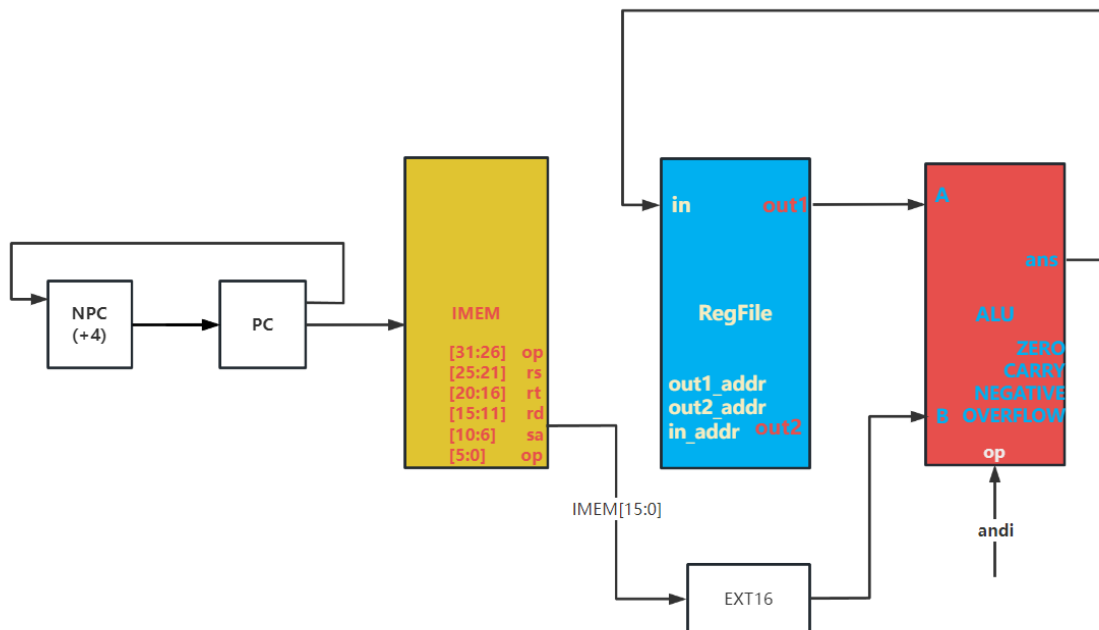 NPC
(+4)
PC
IMEM
[31:26] op
[25:21] rs
[20:16] rt
[15:11] rd
[10:6] sa
[5:0] op
IMEM[15:0]
in
out1
RegFile
out1_addr
out2_addr
in_addr
out2
EXT16
A
ans
ALU
ZERO
CARRY
NEGATIVE
B
OVERFLOW
op
andi